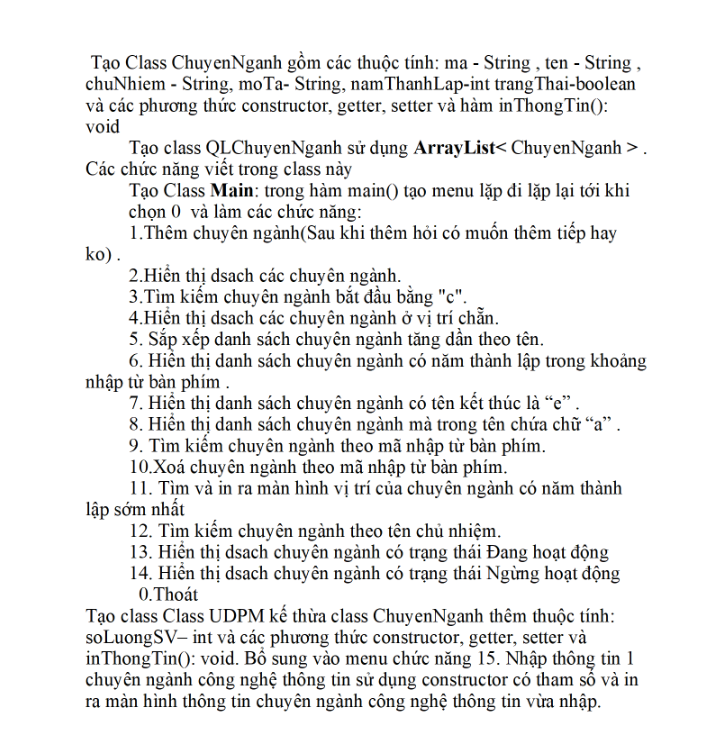 Tạo Class ChuyenNganh gồm các thuộc tính: ma - String , ten - String ,
chuNhiem - String, moTa- String, namThanhLap-int trangThai-boolean
và các phương thức constructor, getter, setter và hàm inThongTin():
void
Tạo class QLChuyenNganh sử dụng ArrayList< ChuyenNganh > .
Các chức năng viết trong class này
Tạo Class Main: trong hàm main() tạo menu lặp đi lặp lại tới khi
chọn 0 và làm các chức năng:
1.Thêm chuyên ngành(Sau khi thêm hỏi có muốn thêm tiếp hay
ko) .
2.Hiển thị dsach các chuyên ngành.
3.Tìm kiếm chuyên ngành bắt đầu bằng "c".
4.Hiển thị dsach các chuyên ngành ở vị trí chẵn.
5. Sắp xếp danh sách chuyên ngành tăng dần theo tên.
6. Hiển thị danh sách chuyên ngành có năm thành lập trong khoảng
nhập từ bàn phím .
7. Hiển thị danh sách chuyên ngành có tên kết thúc là “e” .
8. Hiển thị danh sách chuyên ngành mà trong tên chứa chữ “a” .
9. Tìm kiếm chuyên ngành theo mã nhập từ bàn phím.
10.Xoá chuyên ngành theo mã nhập từ bàn phím.
11. Tìm và in ra màn hình vị trí của chuyên ngành có năm thành
lập sớm nhất
12. Tìm kiếm chuyên ngành theo tên chủ nhiệm.
13. Hiển thị dsach chuyên ngành có trạng thái Đang hoạt động
14. Hiển thị dsach chuyên ngành có trạng thái Ngừng hoạt động
0.Thoát
Tạo class Class UDPM kế thừa class ChuyenNganh thêm thuộc tính:
soLuongSV– int và các phương thức constructor, getter, setter và
inThongTin(): void. Bổ sung vào menu chức năng 15. Nhập thông tin 1
chuyên ngành công nghệ thông tin sử dụng constructor có tham số và in
ra màn hình thông tin chuyên ngành công nghệ thông tin vừa nhập.